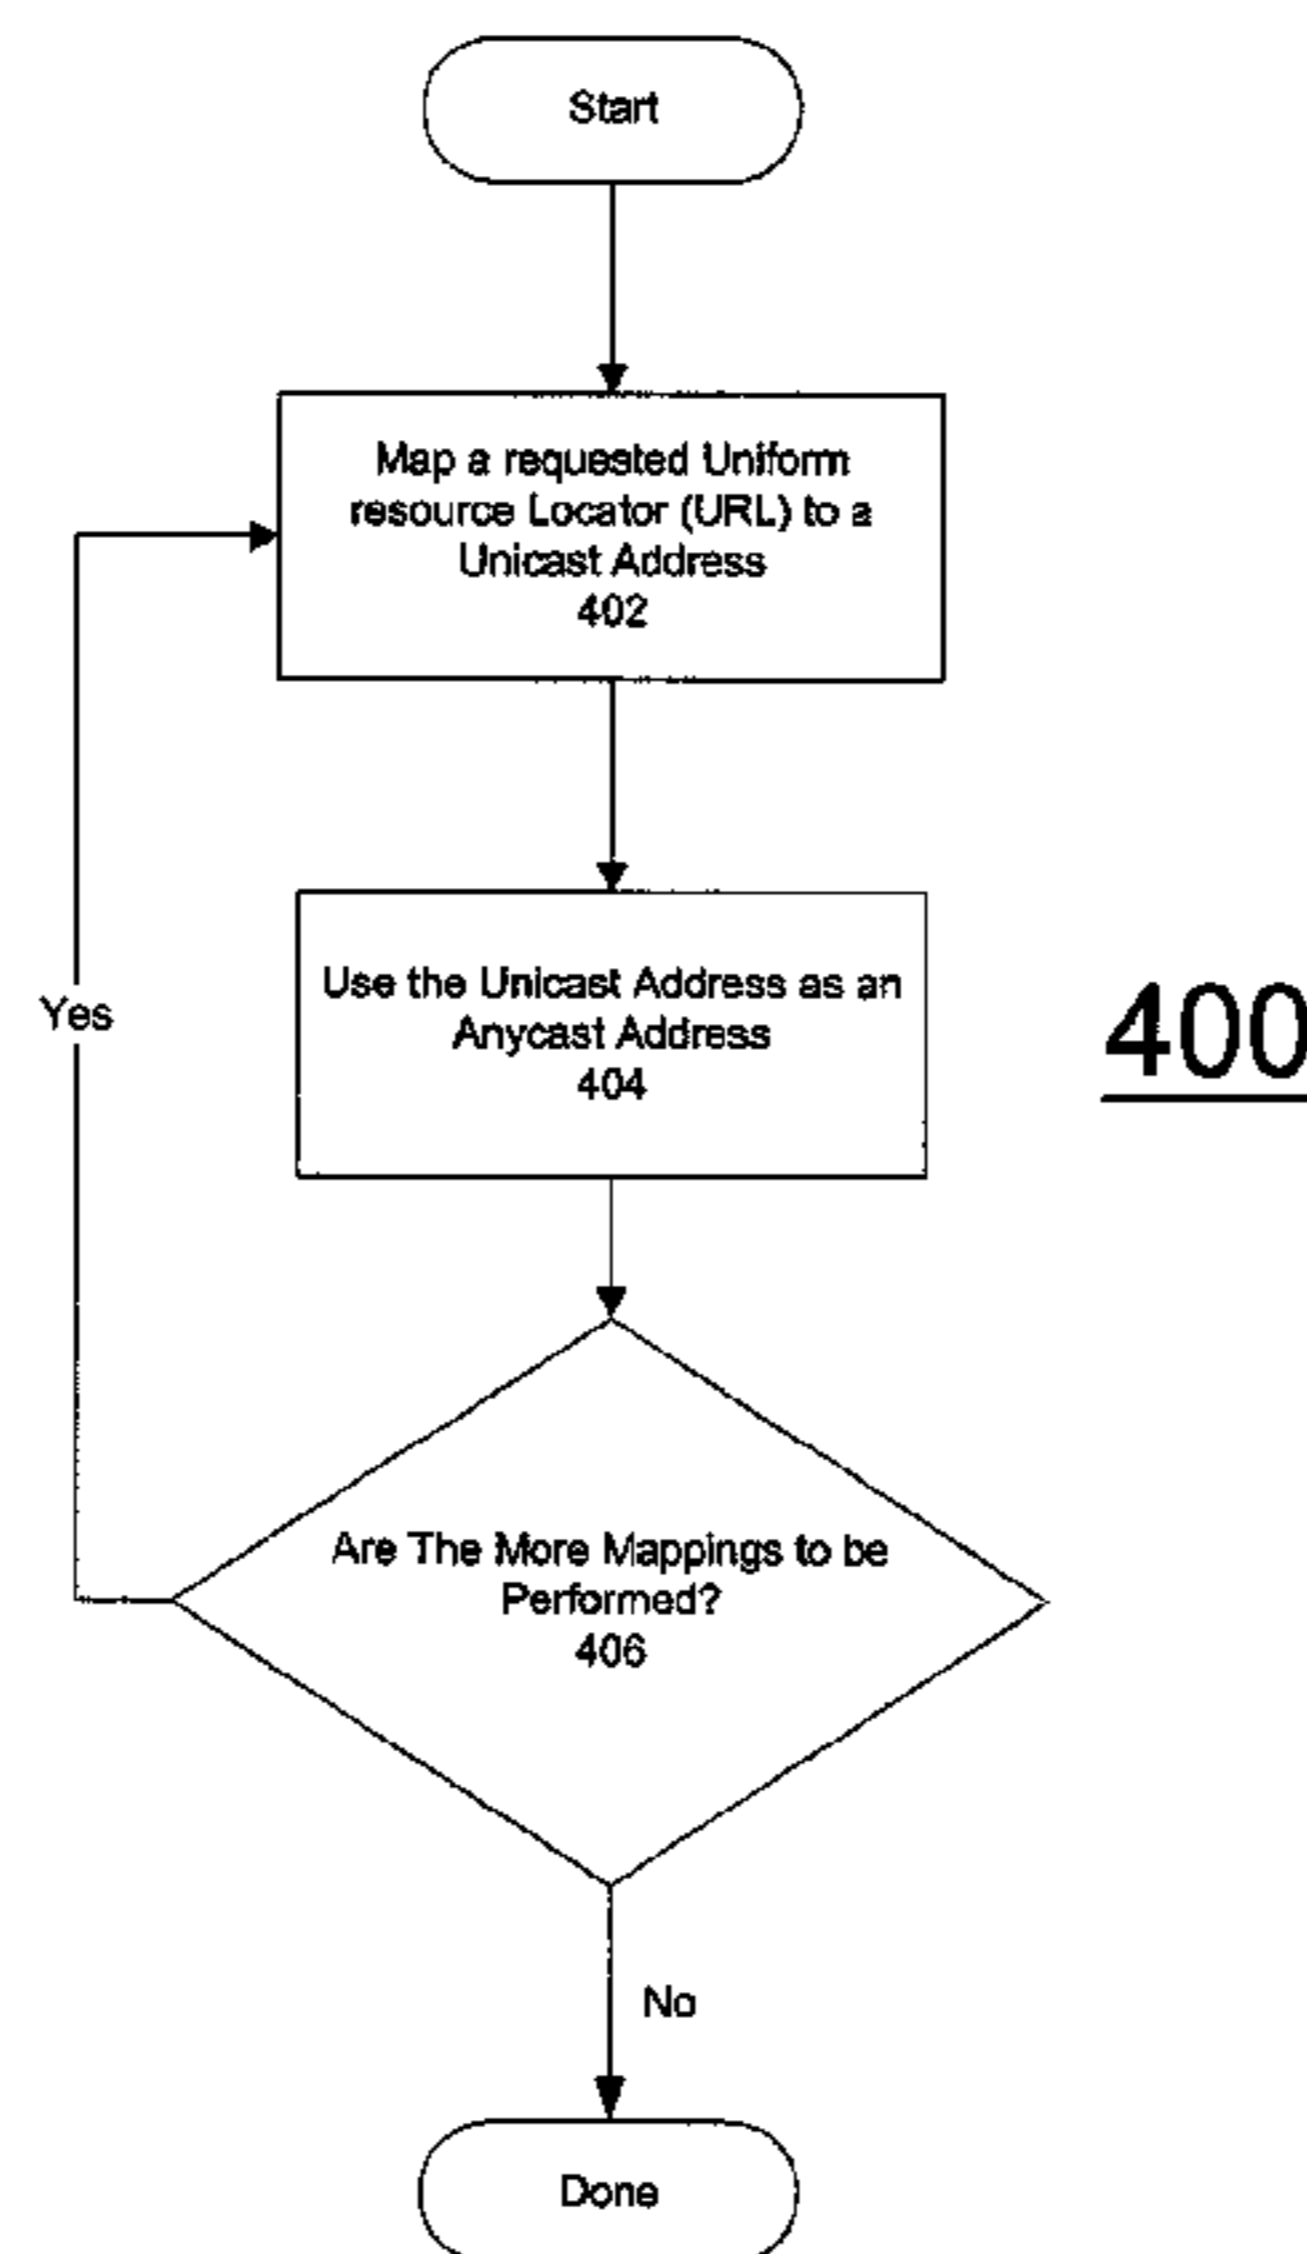 Start
Map a requested Uniform
resource Locator (URL) to a
Unicast Address
402
Use the Unicast Address as an
Anycast Address
404
Yes
400
Are The More Mappings to be
Performed?
406
No
Done